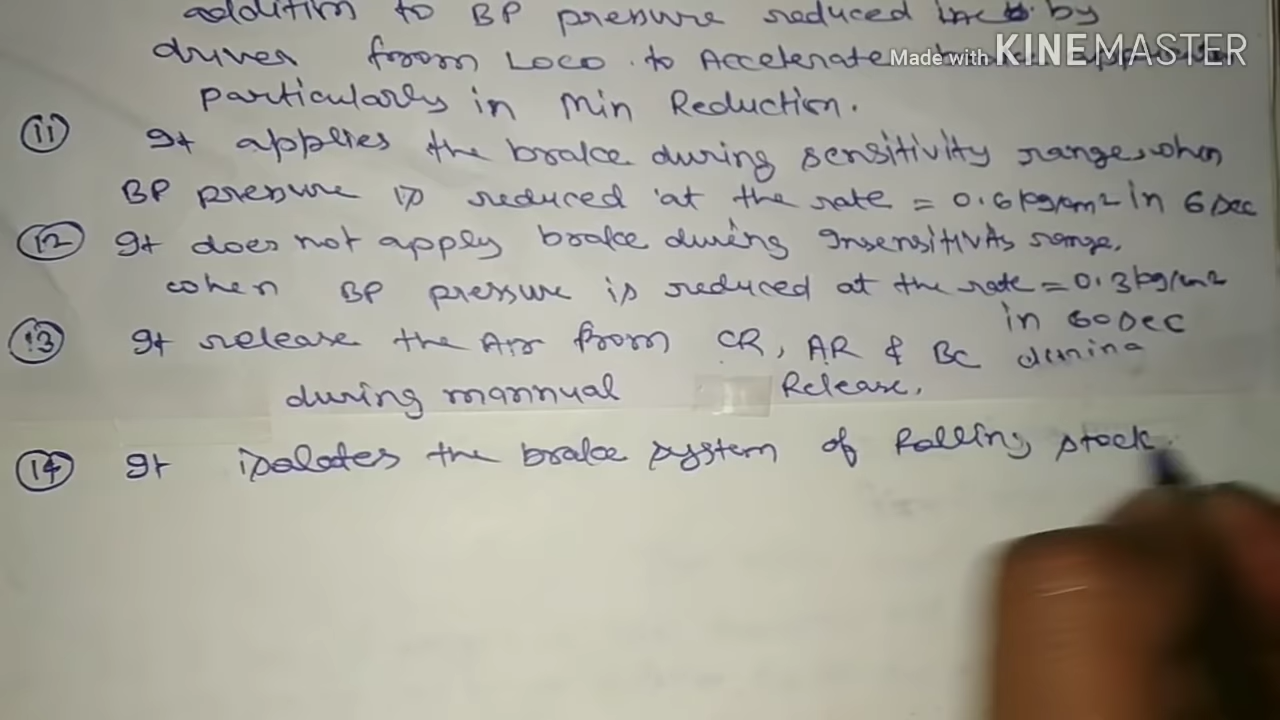 addition to BP pressure reduced in by
driver from Loco . to Accelerate
Made with KINEMASTER
particularly in Min Reduction.
11 It applies the brake during sensitivity range, when
BP pressure is reduced at the rate = 0.6 kg/cm2 in 6 sec
12 It does not apply brake during Insensitivity range.
when BP pressure is reduced at the rate = 0.3 kg/cm2
in 60 sec
13 It release the Air from CR, AR & BC during
during mannual Release.
14 It isolates the brake system of Rolling stock.